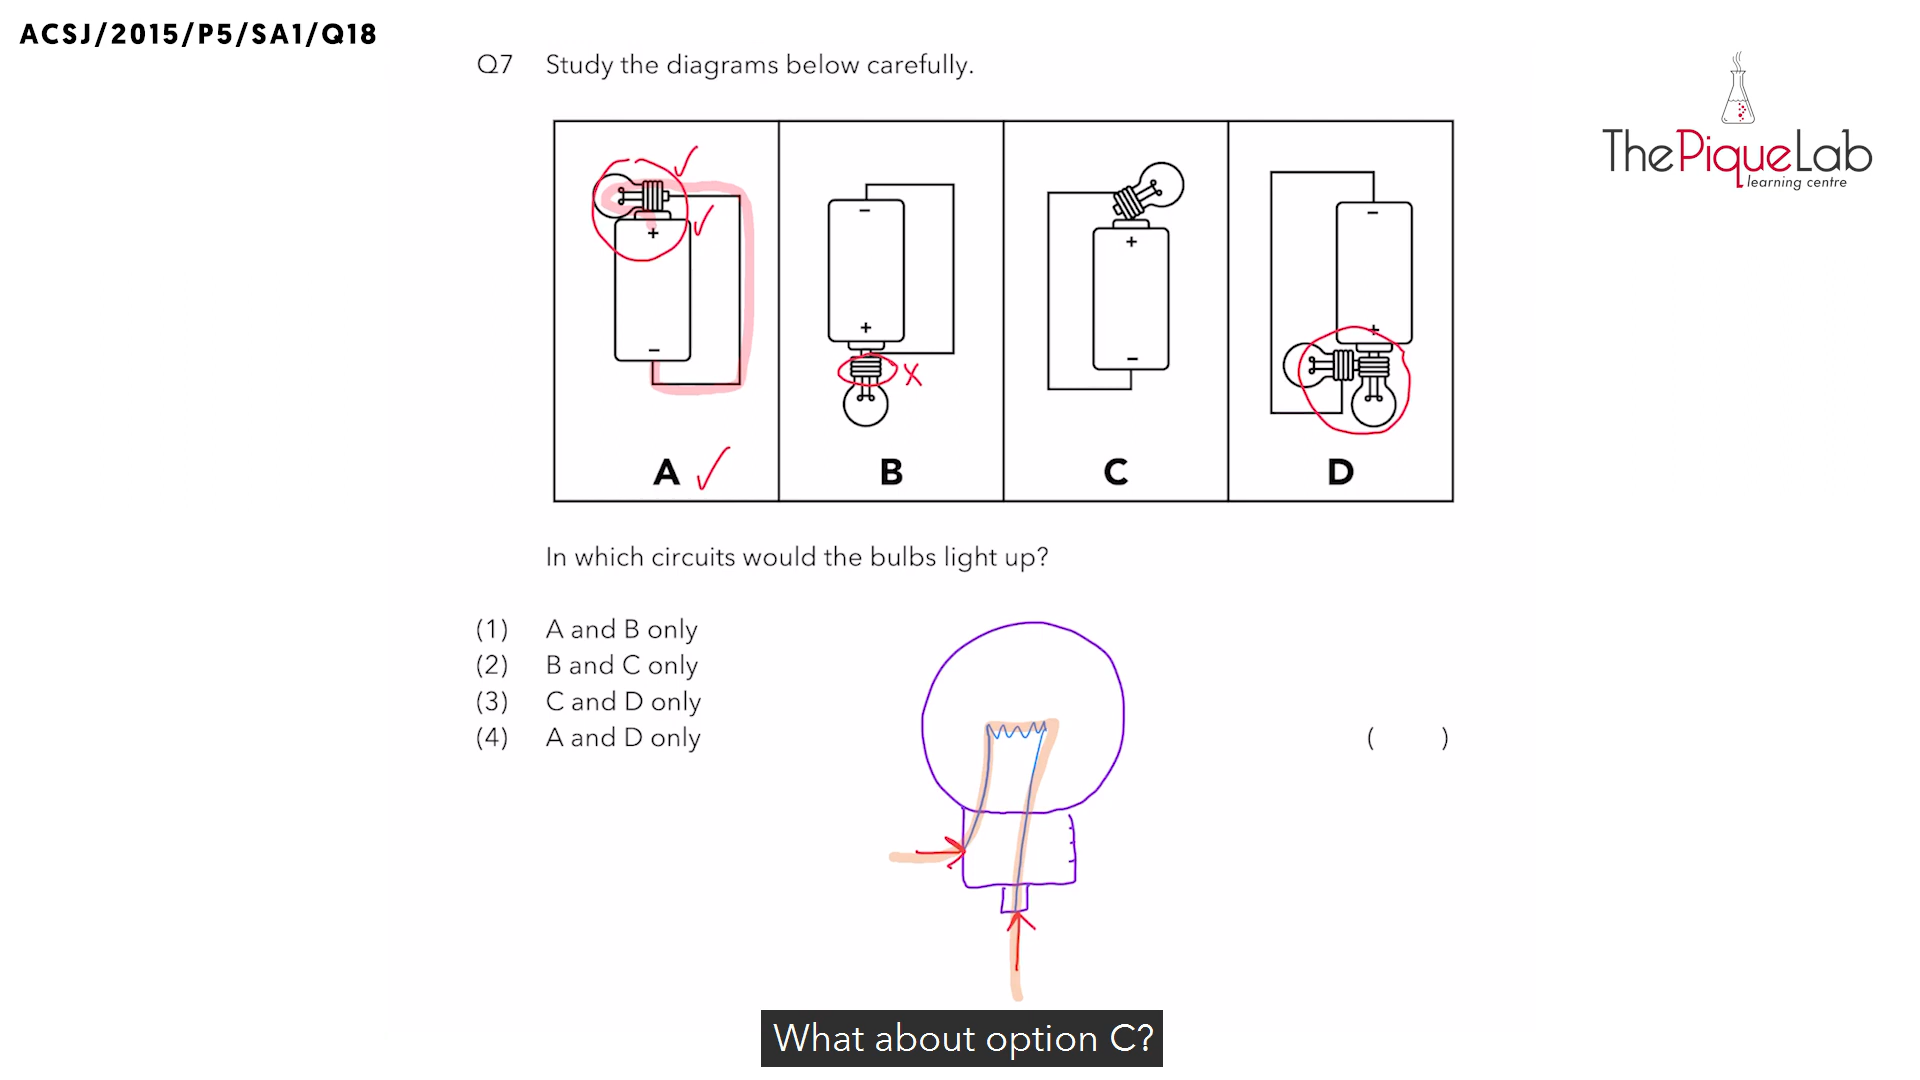 ACSJ/2015/P5/SA1/Q18
Q7 Study the diagrams below carefully.
ThePiqueLab
learning centre
+
−
A
−
+
B
+
−
C
−
+
D
X
In which circuits would the bulbs light up?
(1) A and B only
(2) B and C only
(3) C and D only
(4) A and D only
( )
What about option C?